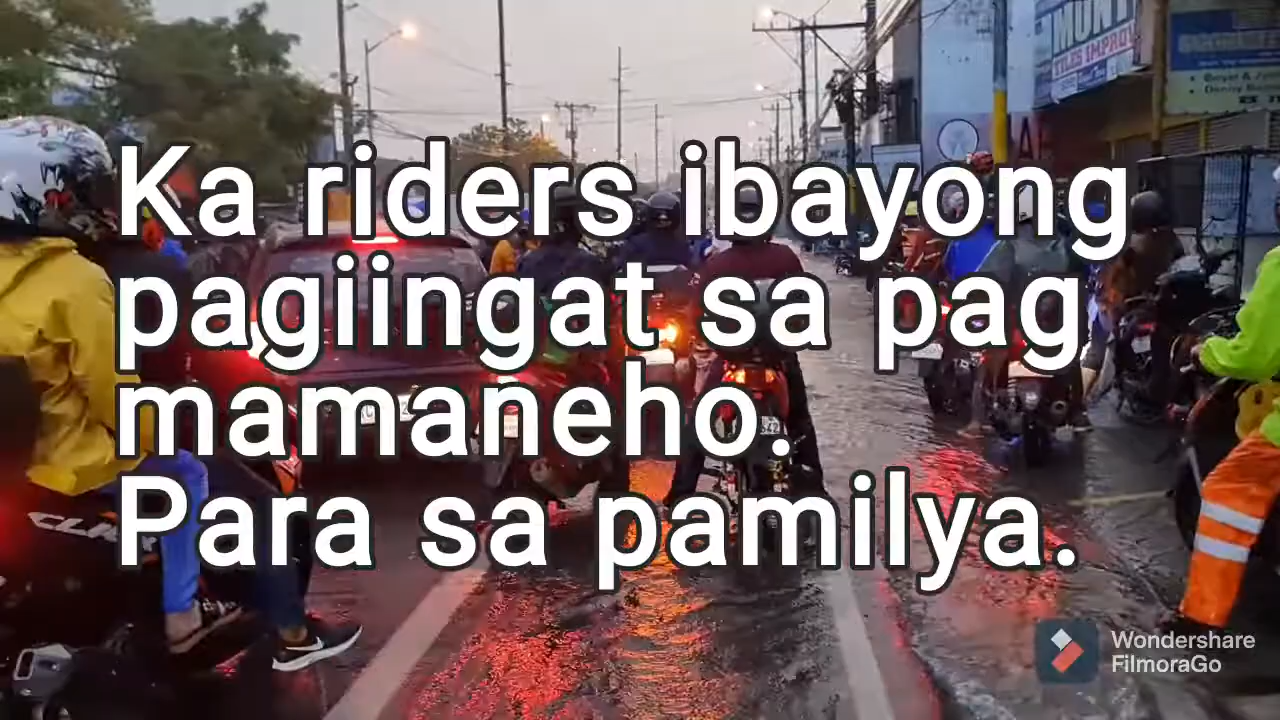 Ka riders ibayong
pagiingat sa pag
mamaneho.
Para sa pamilya.
Wondershare
FilmoraGo